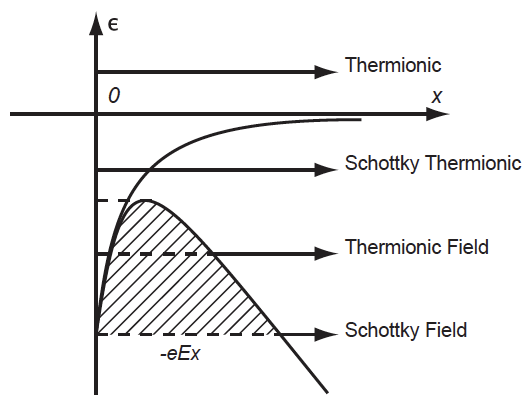 ϵ
Thermionic
0
x
Schottky Thermionic
Thermionic Field
Schottky Field
-eEx